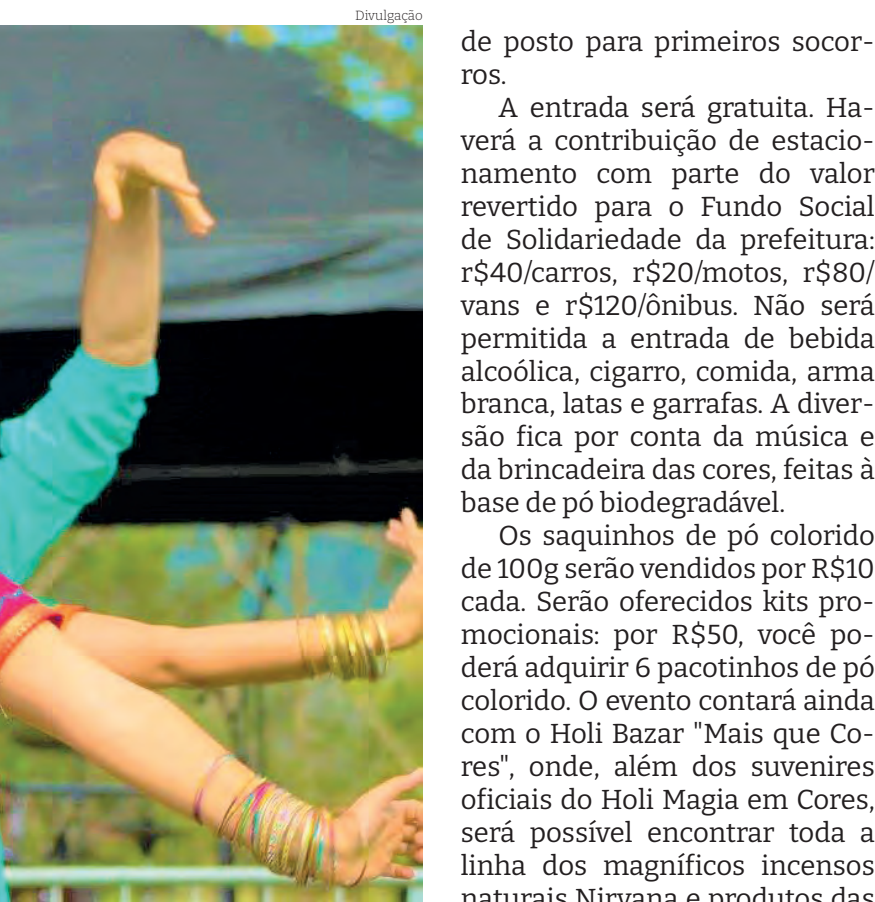 Divulgação
de posto para primeiros socor-
ros.
A entrada será gratuita. Ha-
verá a contribuição de estacio-
namento com parte do valor
revertido para o Fundo Social
de Solidariedade da prefeitura:
r$40/carros, r$20/motos, r$80/
vans e r$120/ônibus. Não será
permitida a entrada de bebida
alcoólica, cigarro, comida, arma
branca, latas e garrafas. A diver-
são fica por conta da música e
da brincadeira das cores, feitas à
base de pó biodegradável.
Os saquinhos de pó colorido
de 100g serão vendidos por R$10
cada. Serão oferecidos kits pro-
mocionais: por R$50, você po-
derá adquirir 6 pacotinhos de pó
colorido. O evento contará ainda
com o Holi Bazar "Mais que Co-
res", onde, além dos suvenires
oficiais do Holi Magia em Cores,
será possível encontrar toda a
linha dos magníficos incensos
naturais Nirvana e produtos das